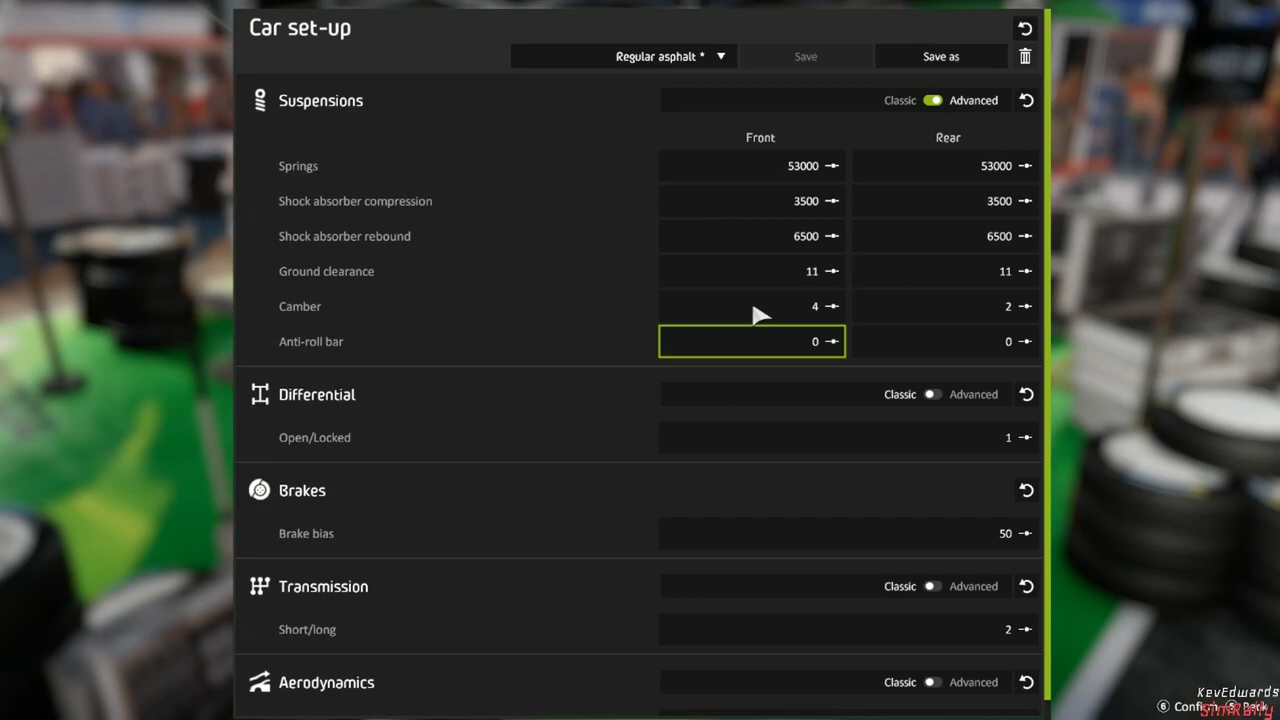 Car set-up
Regular asphalt * Save Save as
Suspensions Classic Advanced
Front Rear
Springs 53000 53000
Shock absorber compression 3500 3500
Shock absorber rebound 6500 6500
Ground clearance 11 11
Camber 4 2
Anti-roll bar 0 0
Differential Classic Advanced
Open/Locked 1
Brakes
Brake bias 50
Transmission Classic Advanced
Short/long 2
Aerodynamics Classic Advanced
KevEdwards
SimRally